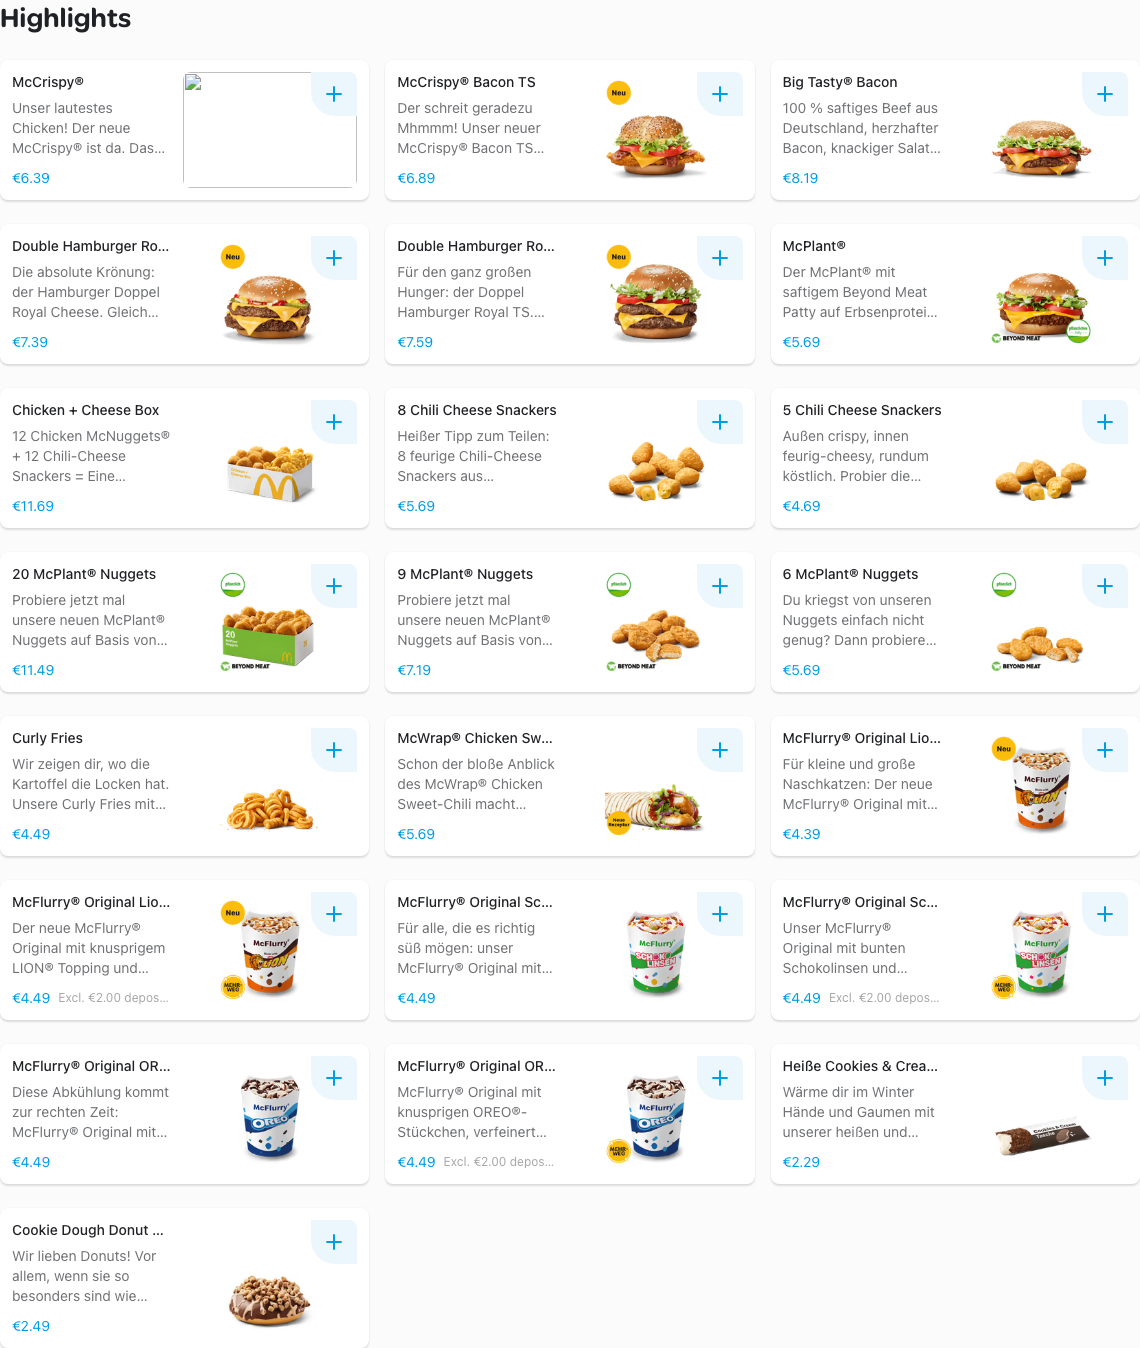 Highlights
McCrispy®
Unser lautestes
Chicken! Der neue
McCrispy® ist da. Das...
€6.39
McCrispy® Bacon TS
Der schreit geradezu
Mhmmm! Unser neuer
McCrispy® Bacon TS...
€6.89
Neu
Big Tasty® Bacon
100 % saftiges Beef aus
Deutschland, herzhafter
Bacon, knackiger Salat...
€8.19
Double Hamburger Ro...
Die absolute Krönung:
der Hamburger Doppel
Royal Cheese. Gleich...
€7.39
Neu
Double Hamburger Ro...
Für den ganz großen
Hunger: der Doppel
Hamburger Royal TS....
€7.59
Neu
McPlant®
Der McPlant® mit
saftigem Beyond Meat
Patty auf Erbsenprotei...
€5.69
BEYOND MEAT
Chicken + Cheese Box
12 Chicken McNuggets®
+ 12 Chili-Cheese
Snackers = Eine...
€11.69
8 Chili Cheese Snackers
Heißer Tipp zum Teilen:
8 feurige Chili-Cheese
Snackers aus...
€5.69
5 Chili Cheese Snackers
Außen crispy, innen
feurig-cheesy, rundum
köstlich. Probier die...
€4.69
20 McPlant® Nuggets
Probiere jetzt mal
unsere neuen McPlant®
Nuggets auf Basis von...
€11.49
20
BEYOND MEAT
9 McPlant® Nuggets
Probiere jetzt mal
unsere neuen McPlant®
Nuggets auf Basis von...
€7.19
BEYOND MEAT
6 McPlant® Nuggets
Du kriegst von unseren
Nuggets einfach nicht
genug? Dann probiere...
€5.69
BEYOND MEAT
Curly Fries
Wir zeigen dir, wo die
Kartoffel die Locken hat.
Unsere Curly Fries mit...
€4.49
McWrap® Chicken Sw...
Schon der bloße Anblick
des McWrap® Chicken
Sweet-Chili macht...
€5.69
Neue
Rezeptur
McFlurry® Original Lio...
Für kleine und große
Naschkatzen: Der neue
McFlurry® Original mit...
€4.39
Neu
McFlurry®
LION
McFlurry® Original Lio...
Der neue McFlurry®
Original mit knusprigem
LION® Topping und...
€4.49 Excl. €2.00 depos...
Neu
McFlurry®
LION
MEHR-
WEG
McFlurry® Original Sc...
Für alle, die es richtig
süß mögen: unser
McFlurry® Original mit...
€4.49
McFlurry®
SCHOKO
LINSEN
McFlurry® Original Sc...
Unser McFlurry®
Original mit bunten
Schokolinsen und...
€4.49 Excl. €2.00 depos...
McFlurry®
SCHOKO
LINSEN
MEHR-
WEG
McFlurry® Original OR...
Diese Abkühlung kommt
zur rechten Zeit:
McFlurry® Original mit...
€4.49
McFlurry®
OREO
McFlurry® Original OR...
McFlurry® Original mit
knusprigen OREO®-
Stückchen, verfeinert...
€4.49 Excl. €2.00 depos...
McFlurry®
OREO
MEHR-
WEG
Heiße Cookies & Crea...
Wärme dir im Winter
Hände und Gaumen mit
unserer heißen und...
€2.29
Cookies & Cream
Tasche
Cookie Dough Donut ...
Wir lieben Donuts! Vor
allem, wenn sie so
besonders sind wie...
€2.49